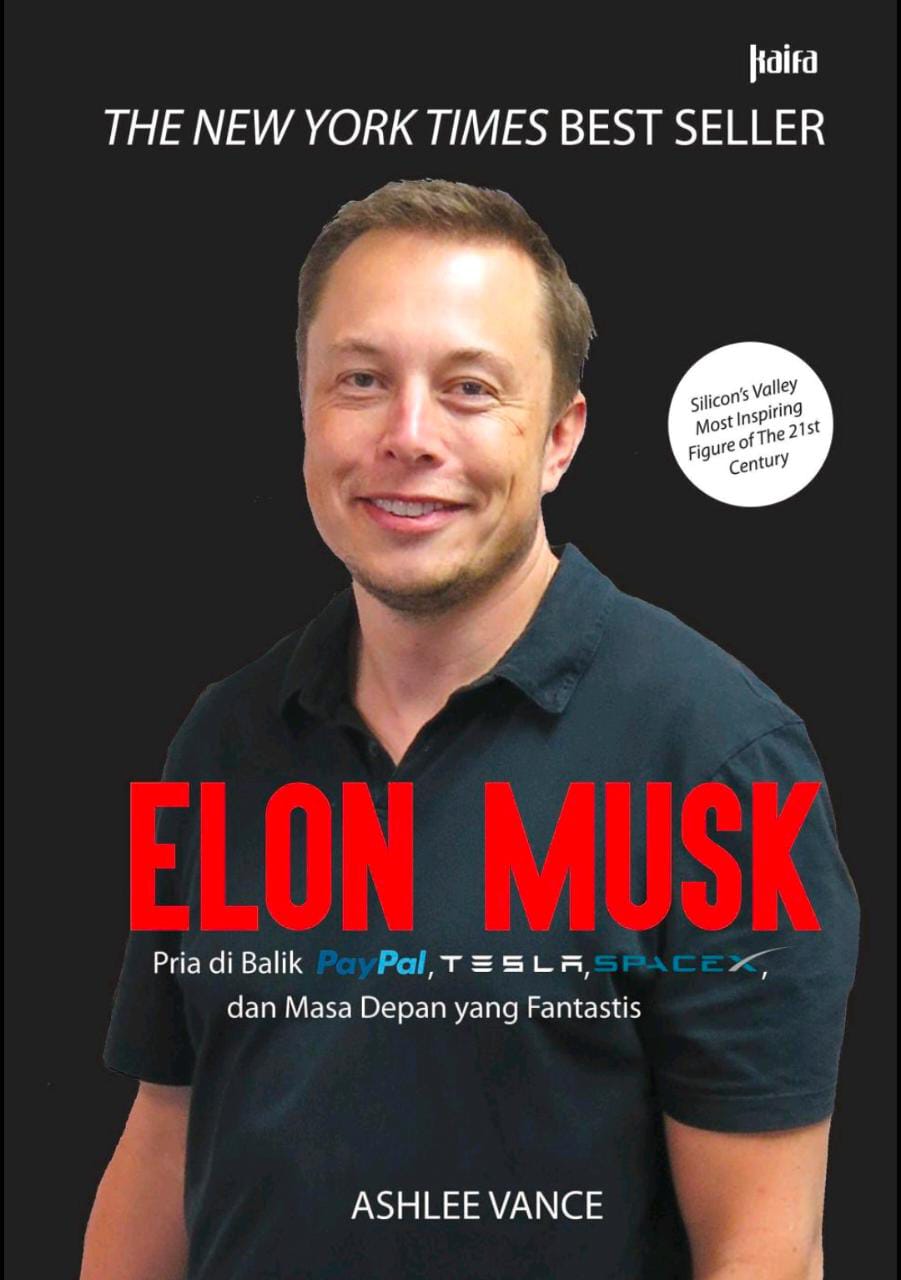 kaifa
THE NEW YORK TIMES BEST SELLER
Silicon's Valley
Most Inspiring
Figure of The 21st
Century
ELON MUSK
Pria di Balik PayPal, TESLA, SPACEX,
dan Masa Depan yang Fantastis
ASHLEE VANCE